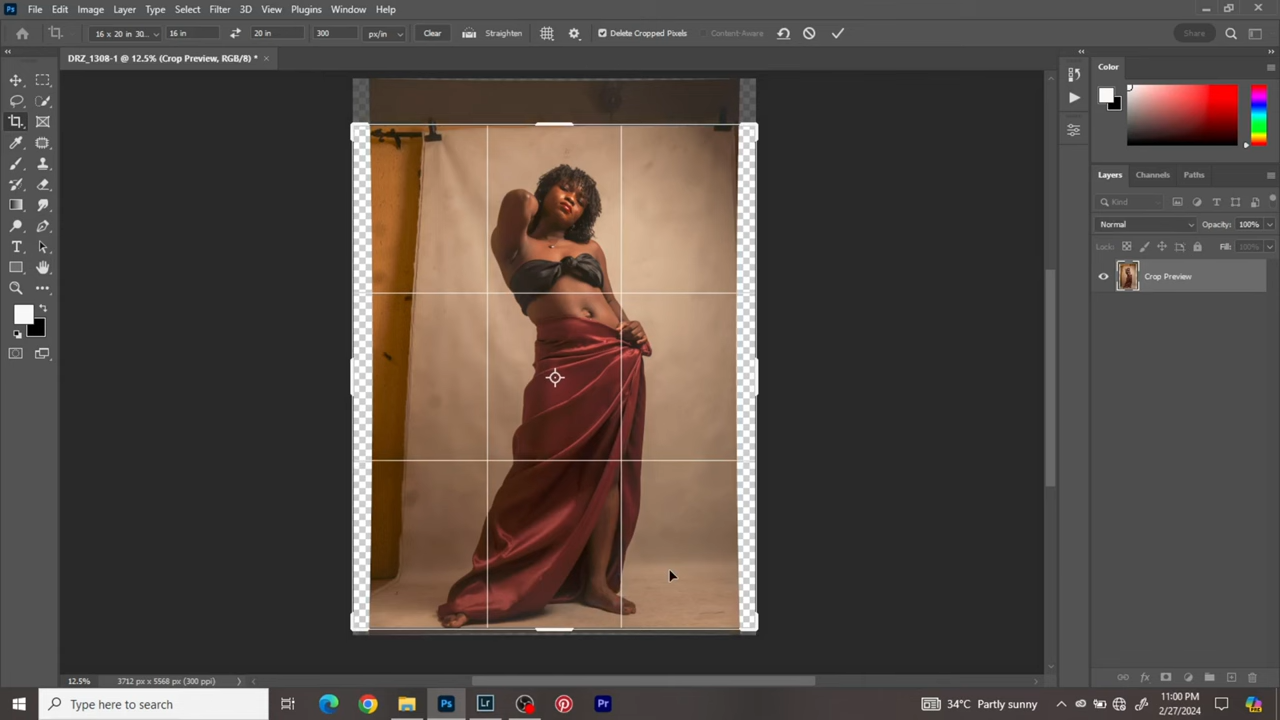 File Edit Image Layer Type Select Filter 3D View Plugins Window Help
16 x 20 in 30... 16 in 20 in 300 px/in Clear Straighten Delete Cropped Pixels Content-Aware Share
DRZ_1308-1 @ 12.5% (Crop Preview, RGB/8) *
Color
Layers Channels Paths
Kind
Normal Opacity: 100%
Lock: Fill: 100%
Crop Preview
12.5% 3712 px x 5568 px (300 ppi)
Type here to search
34°C Partly sunny
11:00 PM
2/27/2024